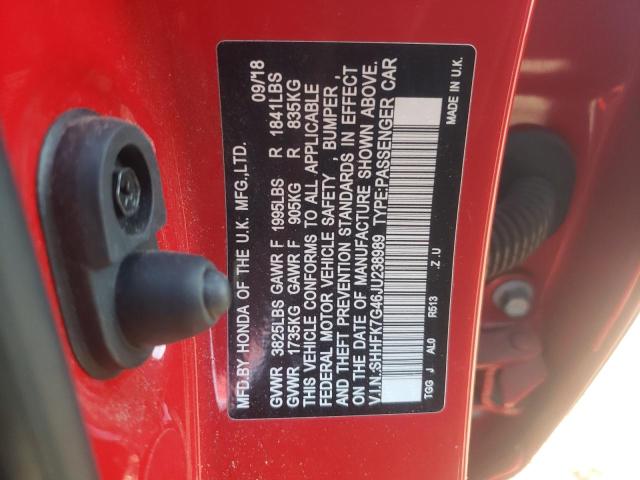 MFD.BY HONDA OF THE U.K. MFG.,LTD. 09/18
GVWR 3825LBS GAWR F 1995LBS R 1841LBS
GVWR 1735KG GAWR F 905KG R 835KG
THIS VEHICLE CONFORMS TO ALL APPLICABLE
FEDERAL MOTOR VEHICLE SAFETY , BUMPER ,
AND THEFT PREVENTION STANDARDS IN EFFECT
ON THE DATE OF MANUFACTURE SHOWN ABOVE.
V.I.N.:SHHFK7G46JU238989 TYPE:PASSENGER CAR
TGG J AL0 R513 .Z.U MADE IN U.K.